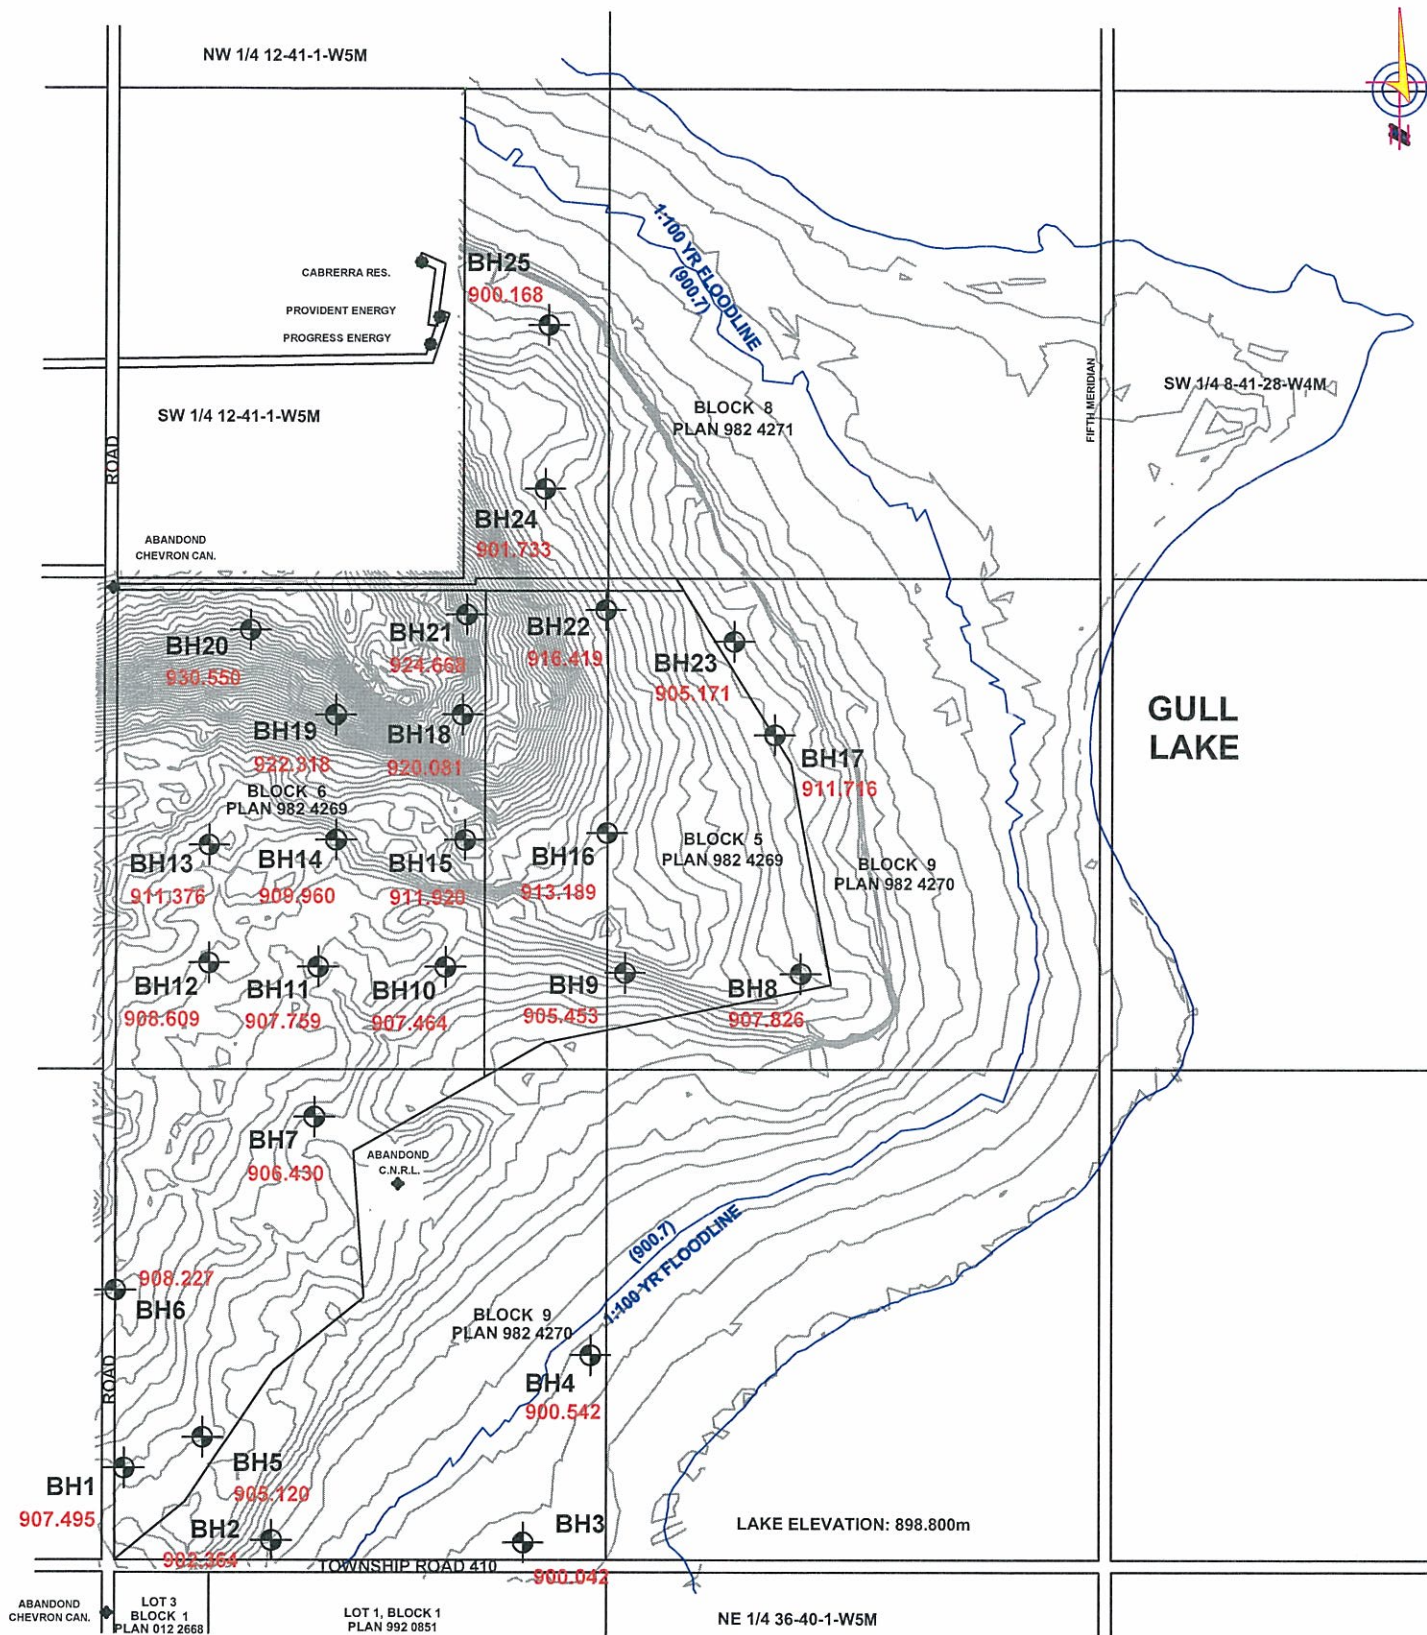 NW 1/4 12-41-1-W5M
N
1:100 YR FLOODLINE
(900.7)
CABRERRA RES.
BH25
900.168
PROVIDENT ENERGY
PROGRESS ENERGY
FIFTH MERIDIAN
SW 1/4 8-41-28-W4M
SW 1/4 12-41-1-W5M
BLOCK 8
PLAN 982 4271
ROAD
BH24
901.733
ABANDOND
CHEVRON CAN.
BH20
930.550
BH21
924.668
BH22
916.419
BH23
905.171
GULL
LAKE
BH19
922.318
BH18
920.081
BH17
911.716
BLOCK 6
PLAN 982 4269
BH13
911.376
BH14
909.960
BH15
911.920
BH16
913.189
BLOCK 5
PLAN 982 4269
BLOCK 9
PLAN 982 4270
BH12
908.609
BH11
907.759
BH10
907.464
BH9
905.453
BH8
907.826
BH7
906.430
ABANDOND
C.N.R.L.
(900.7)
1:100 YR FLOODLINE
908.227
BH6
BLOCK 9
PLAN 982 4270
ROAD
BH4
900.542
BH5
905.120
BH1
907.495
BH2
902.364
BH3
900.042
LAKE ELEVATION: 898.800m
TOWNSHIP ROAD 410
ABANDOND
CHEVRON CAN.
LOT 3
BLOCK 1
PLAN 012 2668
LOT 1, BLOCK 1
PLAN 992 0851
NE 1/4 36-40-1-W5M